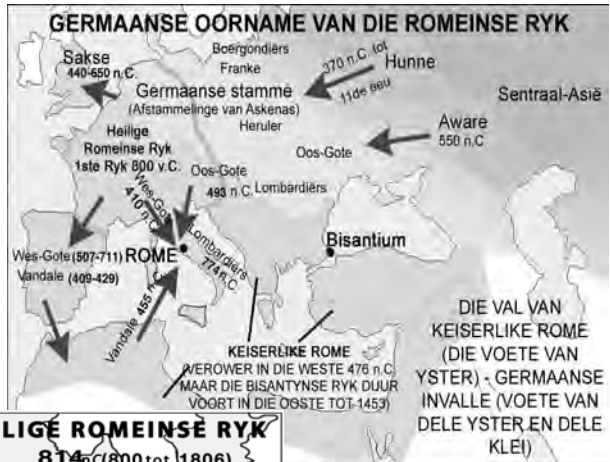 GERMAANSE OORNAME VAN DIE ROMEINSE RYK
Sakse
440-650 n.C.
Boergondiërs
Franke
370 n.C. tot
11de eeu
Hunne
Germaanse stamme
(Afstammelinge van Askenas)
Heruler
Sentraal-Asië
Aware
550 n.C
Heilige
Romeinse Ryk
1ste Ryk 800 v.C.
Oos-Gote
Oos-Gote
493 n.C.
Lombardiërs
Wes-Gote
410 n.C.
Lombardiërs
774 n.C.
Bisantium
Wes-Gote (507-711)
Vandale (409-429)
ROME
Vandale 455 n.C.
KEISERLIKE ROME
(VEROWER IN DIE WESTE 476 n.C.
MAAR DIE BISANTYNSE RYK DUUR
VOORT IN DIE OOSTE TOT 1453)
DIE VAL VAN
KEISERLIKE ROME
(DIE VOETE VAN
YSTER) - GERMAANSE
INVALLE (VOETE VAN
DELE YSTER EN DELE
KLEI)
LIGE ROMEINSE RYK
814 nC (800 tot 1806)